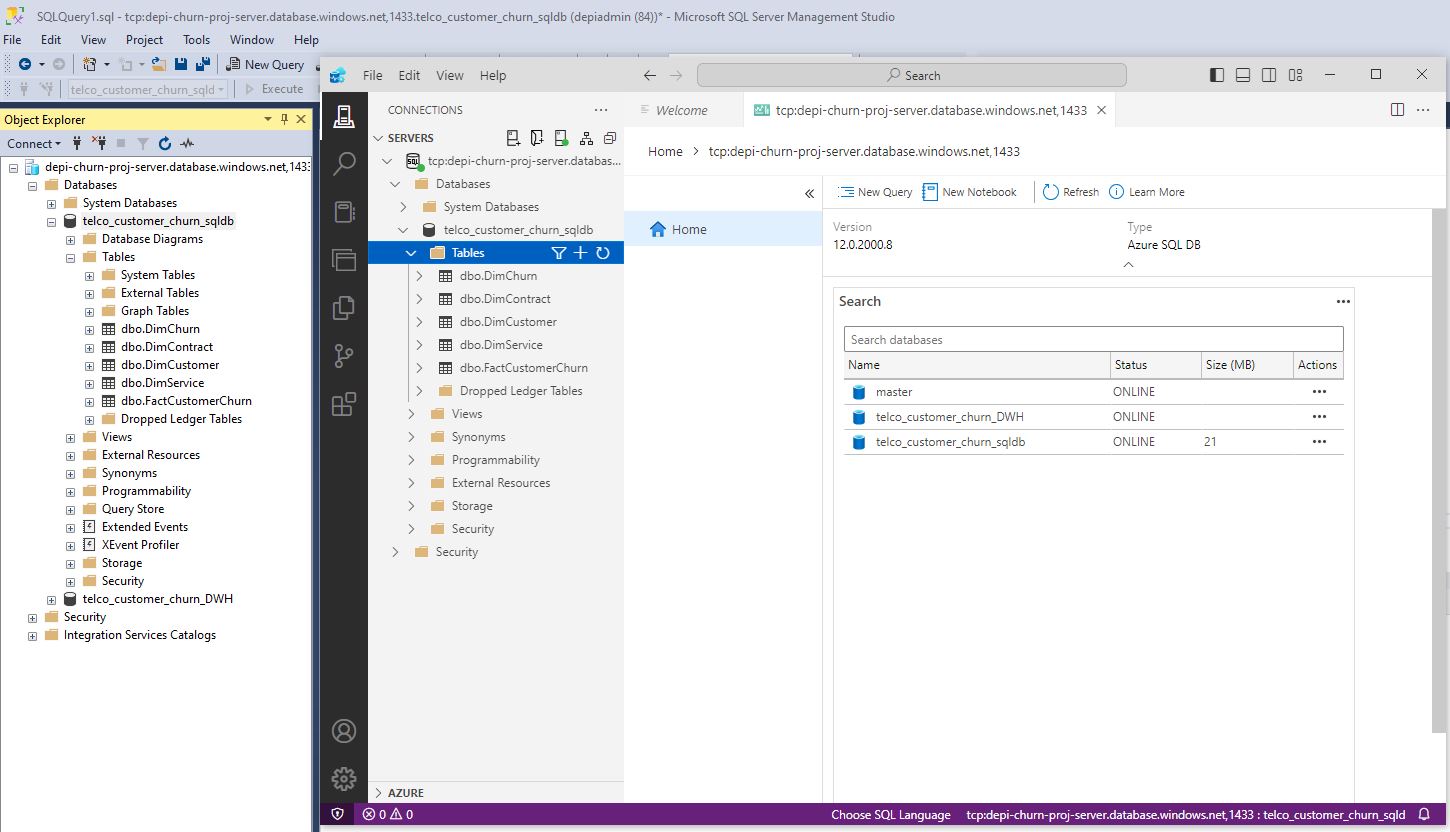 SQLQuery1.sql - tcp:depi-churn-proj-server.database.windows.net,1433.telco_customer_churn_sqldb (depiadmin (84))* - Microsoft SQL Server Management Studio
File Edit View Project Tools Window Help
New Query
telco_customer_churn_sqld
Execute
Object Explorer
Connect
depi-churn-proj-server.database.windows.net,1433
Databases
System Databases
telco_customer_churn_sqldb
Database Diagrams
Tables
System Tables
External Tables
Graph Tables
dbo.DimChurn
dbo.DimContract
dbo.DimCustomer
dbo.DimService
dbo.FactCustomerChurn
Dropped Ledger Tables
Views
External Resources
Synonyms
Programmability
Query Store
Extended Events
XEvent Profiler
Storage
Security
telco_customer_churn_DWH
Security
Integration Services Catalogs
File Edit View Help
Search
CONNECTIONS
SERVERS
SQL
tcp:depi-churn-proj-server.databas...
Databases
System Databases
telco_customer_churn_sqldb
Tables
dbo.DimChurn
dbo.DimContract
dbo.DimCustomer
dbo.DimService
dbo.FactCustomerChurn
Dropped Ledger Tables
Views
Synonyms
Programmability
External Resources
Storage
Security
Security
AZURE
Welcome
tcp:depi-churn-proj-server.database.windows.net,1433
Home > tcp:depi-churn-proj-server.database.windows.net,1433
New Query New Notebook Refresh Learn More
Home
Version Type
12.0.2000.8 Azure SQL DB
Search
Search databases
Name Status Size (MB) Actions
master ONLINE
telco_customer_churn_DWH ONLINE
telco_customer_churn_sqldb ONLINE 21
0 0
Choose SQL Language tcp:depi-churn-proj-server.database.windows.net,1433 : telco_customer_churn_sqld